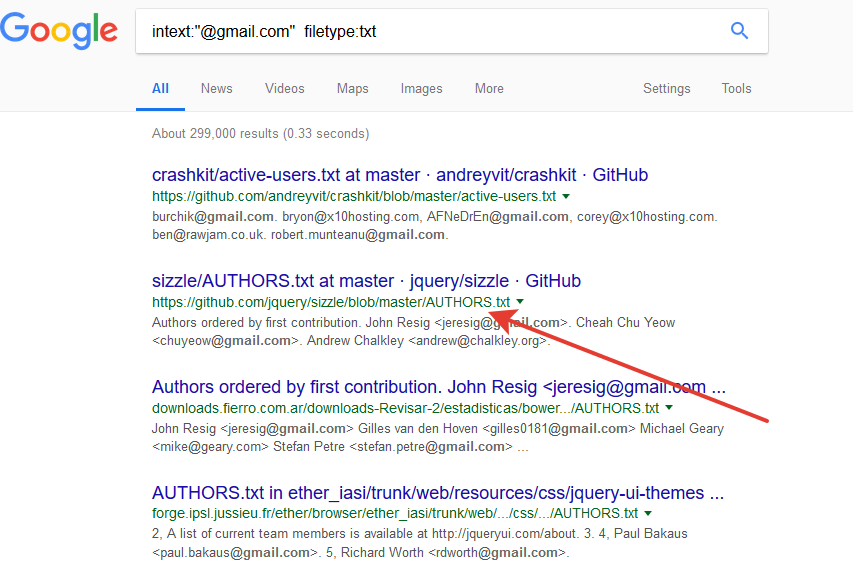 Google
intext:"@gmail.com"  filetype:txt
All News Videos Maps Images More Settings Tools
About 299,000 results (0.33 seconds)
crashkit/active-users.txt at master · andreyvit/crashkit · GitHub
https://github.com/andreyvit/crashkit/blob/master/active-users.txt
burchik@gmail.com. bryon@x10hosting.com, AFNeDrEn@gmail.com, corey@x10hosting.com.
ben@rawjam.co.uk. robert.munteanu@gmail.com.
sizzle/AUTHORS.txt at master · jquery/sizzle · GitHub
https://github.com/jquery/sizzle/blob/master/AUTHORS.txt
Authors ordered by first contribution. John Resig <jeresig@gmail.com>. Cheah Chu Yeow
<chuyeow@gmail.com>. Andrew Chalkley <andrew@chalkley.org>.
Authors ordered by first contribution. John Resig <jeresig@gmail.com ...
downloads.fierro.com.ar/downloads-Revisar-2/estadisticas/bower.../AUTHORS.txt
John Resig <jeresig@gmail.com> Gilles van den Hoven <gilles0181@gmail.com> Michael Geary
<mike@geary.com> Stefan Petre <stefan.petre@gmail.com> ...
AUTHORS.txt in ether_iasi/trunk/web/resources/css/jquery-ui-themes ...
forge.ipsl.jussieu.fr/ether/browser/ether_iasi/trunk/web/.../css/.../AUTHORS.txt
2, A list of current team members is available at http://jqueryui.com/about. 3. 4, Paul Bakaus
<paul.bakaus@gmail.com>. 5, Richard Worth <rdworth@gmail.com>.